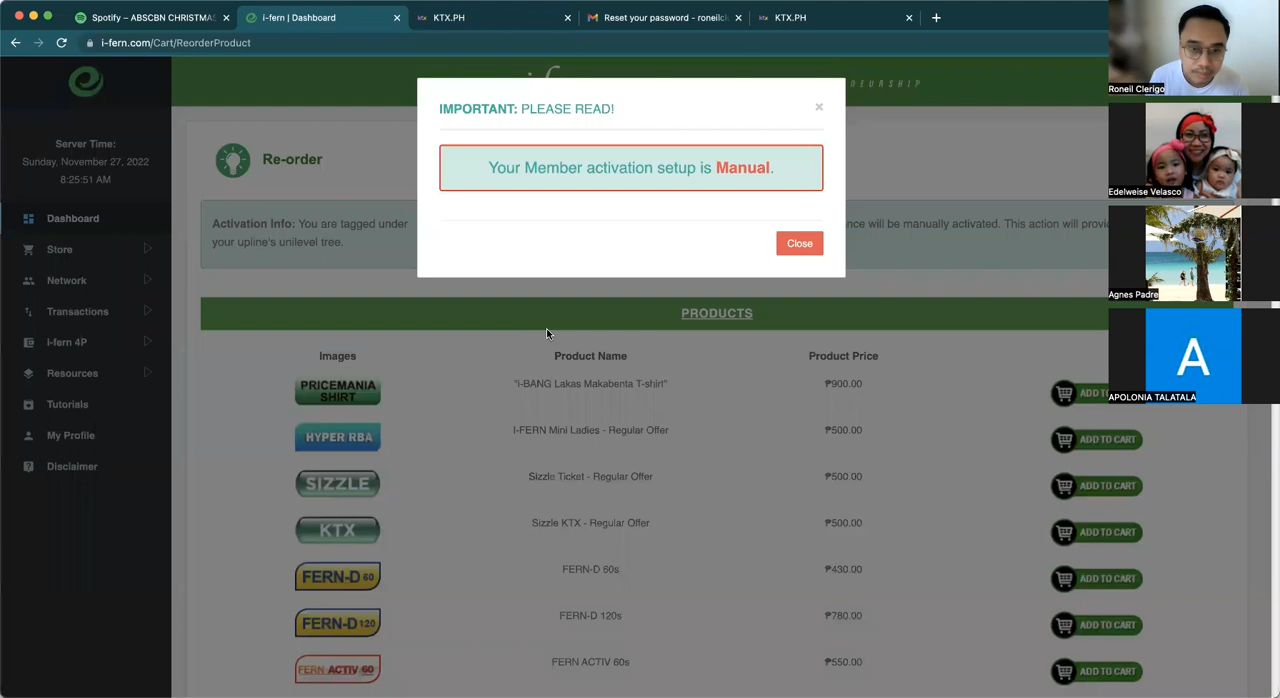 Spotify – ABSCBN CHRISTMAS
i-fern | Dashboard
KTX.PH
Reset your password - roneilcl
KTX.PH
i-fern.com/Cart/ReorderProduct
Server Time:
Sunday, November 27, 2022
8:25:51 AM
Dashboard
Store
Network
Transactions
I-fern 4P
Resources
Tutorials
My Profile
Disclaimer
IMPORTANT: PLEASE READ!
×
Your Member activation setup is Manual.
Close
Re-order
Activation Info: You are tagged under
nce will be manually activated. This action will provi
your upline's unilevel tree.
PRODUCTS
Images Product Name Product Price
PRICEMANIA SHIRT "I-BANG Lakas Makabenta T-shirt" ₱900.00 ADD
HYPER RBA I-FERN Mini Ladies - Regular Offer ₱500.00 ADD TO CART
SIZZLE Sizzle Ticket - Regular Offer ₱500.00 ADD TO CART
KTX Sizzle KTX - Regular Offer ₱500.00 ADD TO CART
FERN-D 60 FERN-D 60s ₱430.00 ADD TO CART
FERN-D 120 FERN-D 120s ₱780.00 ADD TO CART
FERN-ACTIV 60 FERN ACTIV 60s ₱550.00 ADD TO CART
Roneil Clerigo
Edelweise Velasco
Agnes Padre
A
APOLONIA TALATALA